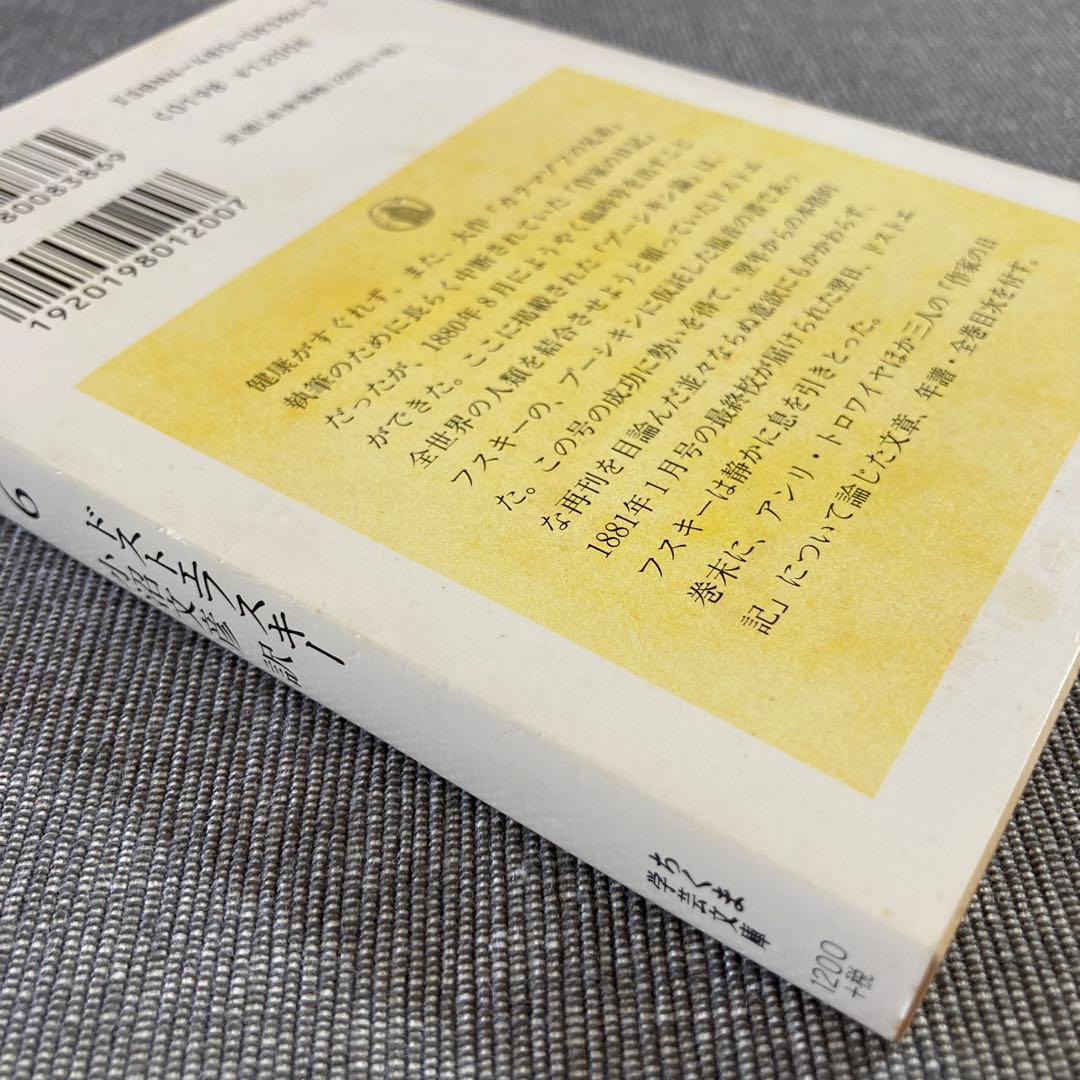 C0198 ¥1200E
80083869
1920198012007
健康がすぐれず、また、大作『カラマーゾフの兄弟』
執筆のために長らく中断されていた『作家の日記』
だったが、1880年8月にようやく臨時号を出すこと
ができた。ここに掲載された「プーシキン論」は、
全世界の人類を結合させようと願っていたドストエ
フスキーの、プーシキンに仮託した福音の書であっ
た。この号の成功に勢いを得て、翌年からの本格的
な再刊を目論んだ並々ならぬ意欲にもかかわらず、
1881年1月号の最終校が届けられた翌日、ドストエ
フスキーは静かに息を引きとった。
巻末に、アンリ・トロワイヤほか三人の『作家の日
記』について論じた文章、年譜・全巻目次を付す。
6
ドストエフスキー
小沼文彦 訳
ちくま
学芸文庫
1200
+税